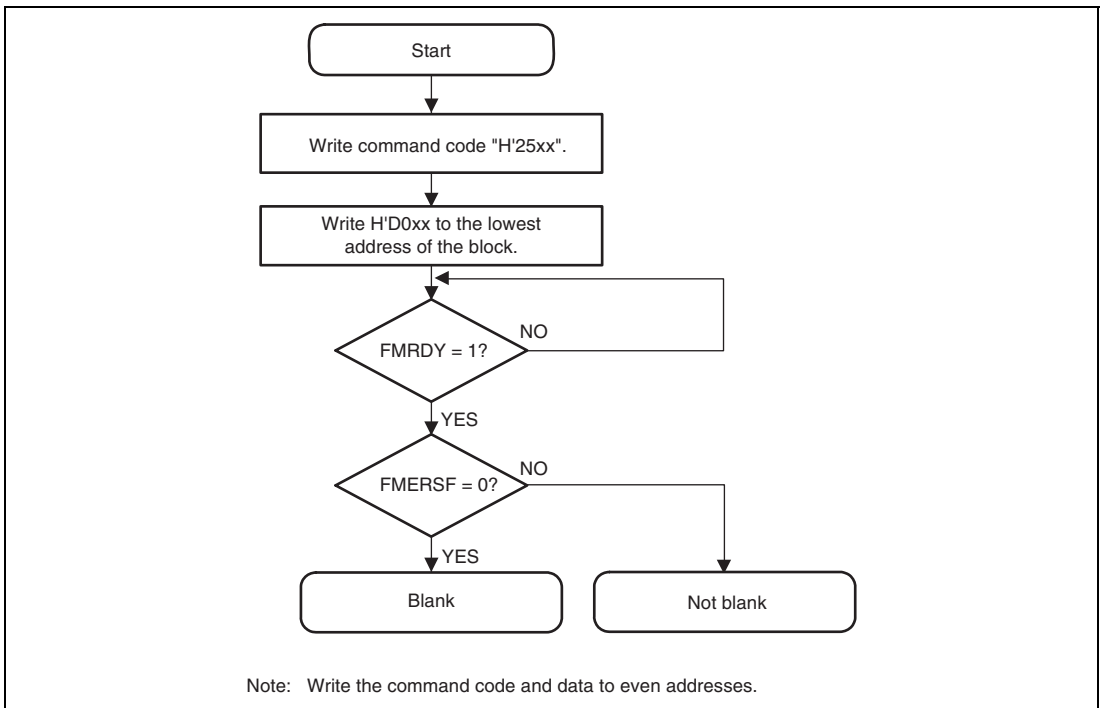 Start
Write command code "H'25xx".
Write H'D0xx to the lowest
address of the block.
NO
FMRDY = 1?
YES
NO
FMERSF = 0?
YES
Blank
Not blank
Note: Write the command code and data to even addresses.